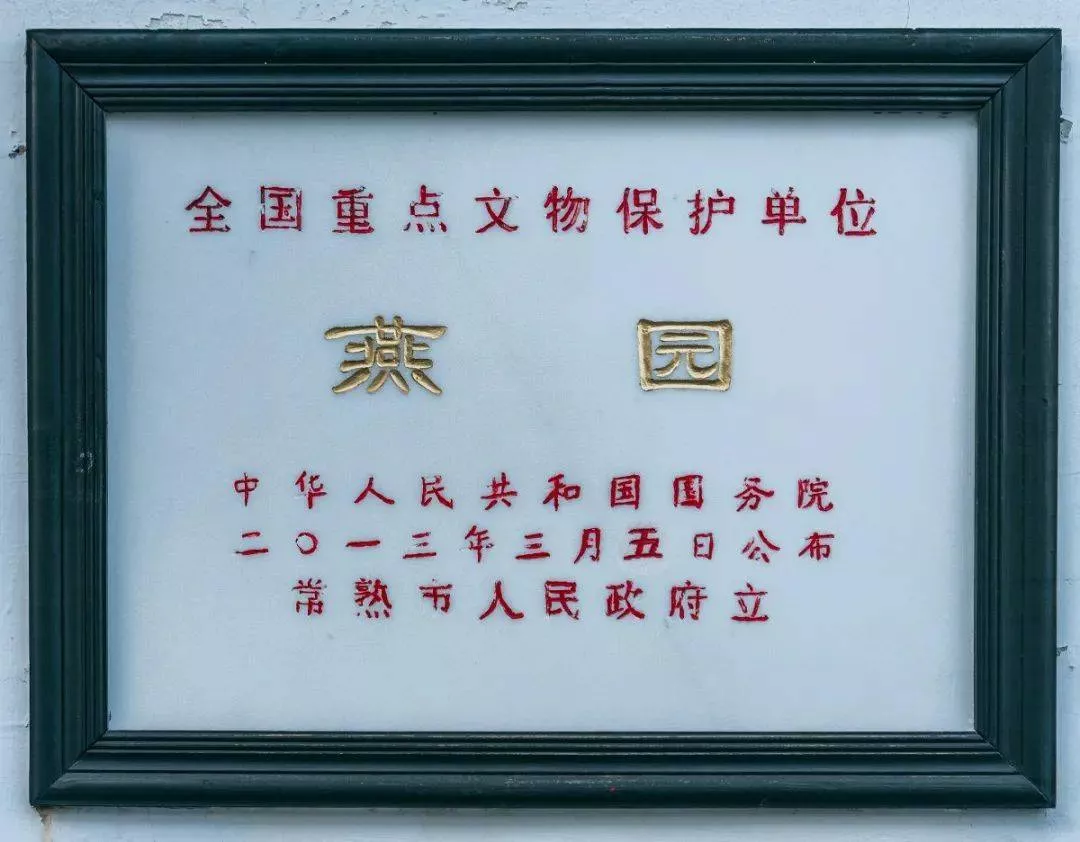 全国重点文物保护单位
燕园
中华人民共和国国务院
二〇一三年三月五日公布
常熟市人民政府立